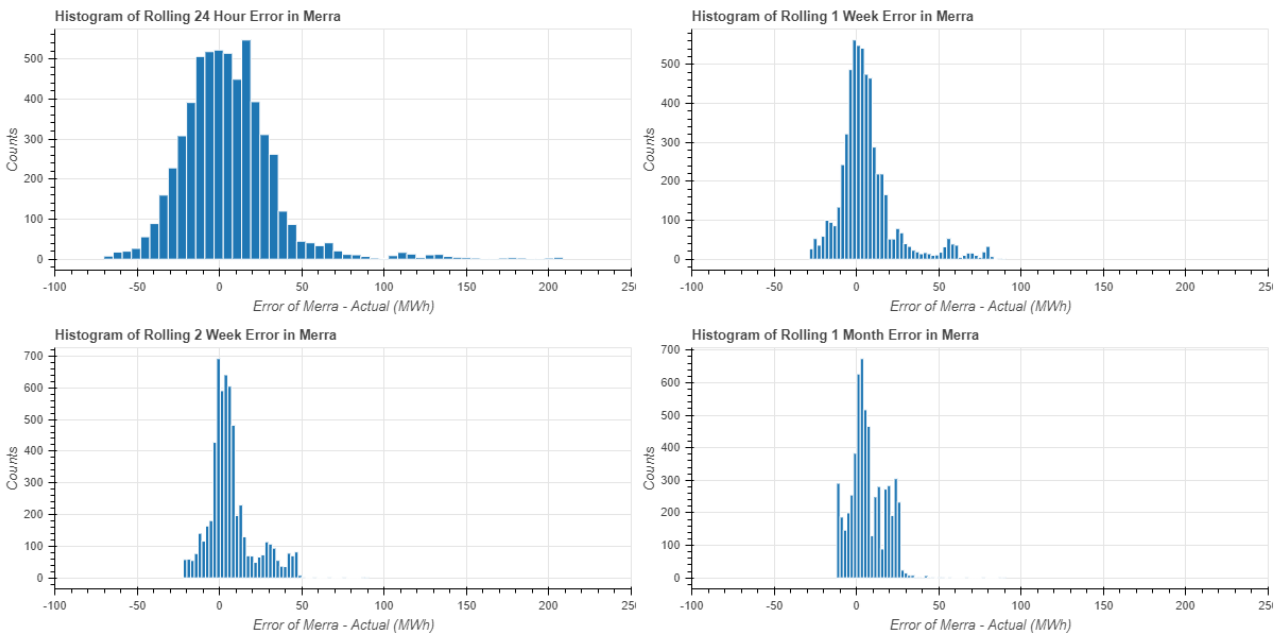 Histogram of Rolling 24 Hour Error in Merra
500
400
300
200
100
0
Counts
-100 -50 0 50 100 150 200 250
Error of Merra - Actual (MWh)
Histogram of Rolling 1 Week Error in Merra
500
400
300
200
100
0
Counts
-100 -50 0 50 100 150 200 250
Error of Merra - Actual (MWh)
Histogram of Rolling 2 Week Error in Merra
700
600
500
400
300
200
100
0
Counts
-100 -50 0 50 100 150 200 250
Error of Merra - Actual (MWh)
Histogram of Rolling 1 Month Error in Merra
700
600
500
400
300
200
100
0
Counts
-100 -50 0 50 100 150 200 250
Error of Merra - Actual (MWh)